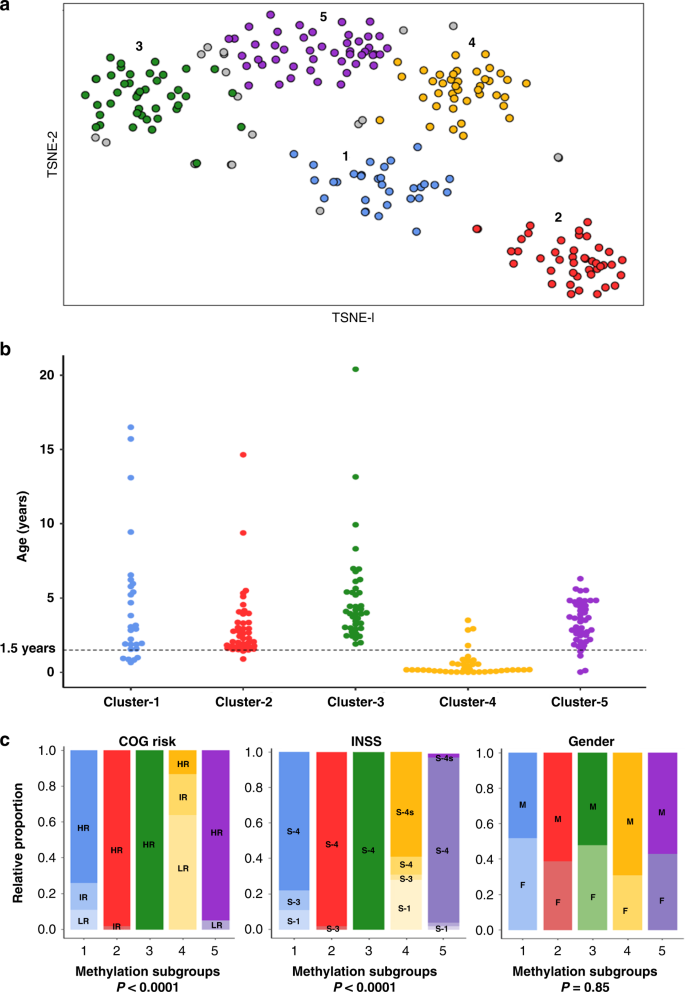 a
5
3
4
1
2
TSNE-2
TSNE-I
b
20
15
10
5
1.5 years
0
Age (years)
Cluster-1 Cluster-2 Cluster-3 Cluster-4 Cluster-5
c
COG risk INSS Gender
Relative proportion
1.0 0.8 0.6 0.4 0.2 0.0
HR IR LR
HR IR
HR
HR IR LR
HR LR
1 2 3 4 5
Methylation subgroups
P < 0.0001
1.0 0.8 0.6 0.4 0.2 0.0
S-4 S-3 S-1
S-4 S-3
S-4
S-4s S-4 S-3 S-1
S-4s S-4 S-1
1 2 3 4 5
Methylation subgroups
P < 0.0001
1.0 0.8 0.6 0.4 0.2 0.0
M F
M F
M F
M F
M F
1 2 3 4 5
Methylation subgroups
P = 0.85